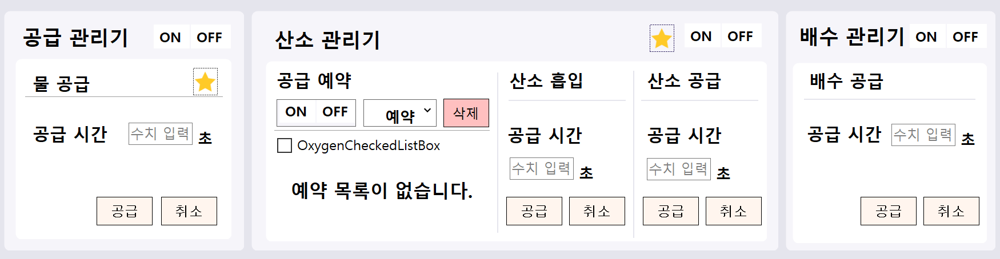 공급 관리기
ON OFF
물 공급
공급 시간
수치 입력 초
공급 취소
산소 관리기
ON OFF
공급 예약
ON OFF 예약 삭제
OxygenCheckedListBox
예약 목록이 없습니다.
산소 흡입
공급 시간
수치 입력 초
공급 취소
산소 공급
공급 시간
수치 입력 초
공급 취소
배수 관리기
ON OFF
배수 공급
공급 시간
수치 입력 초
공급 취소